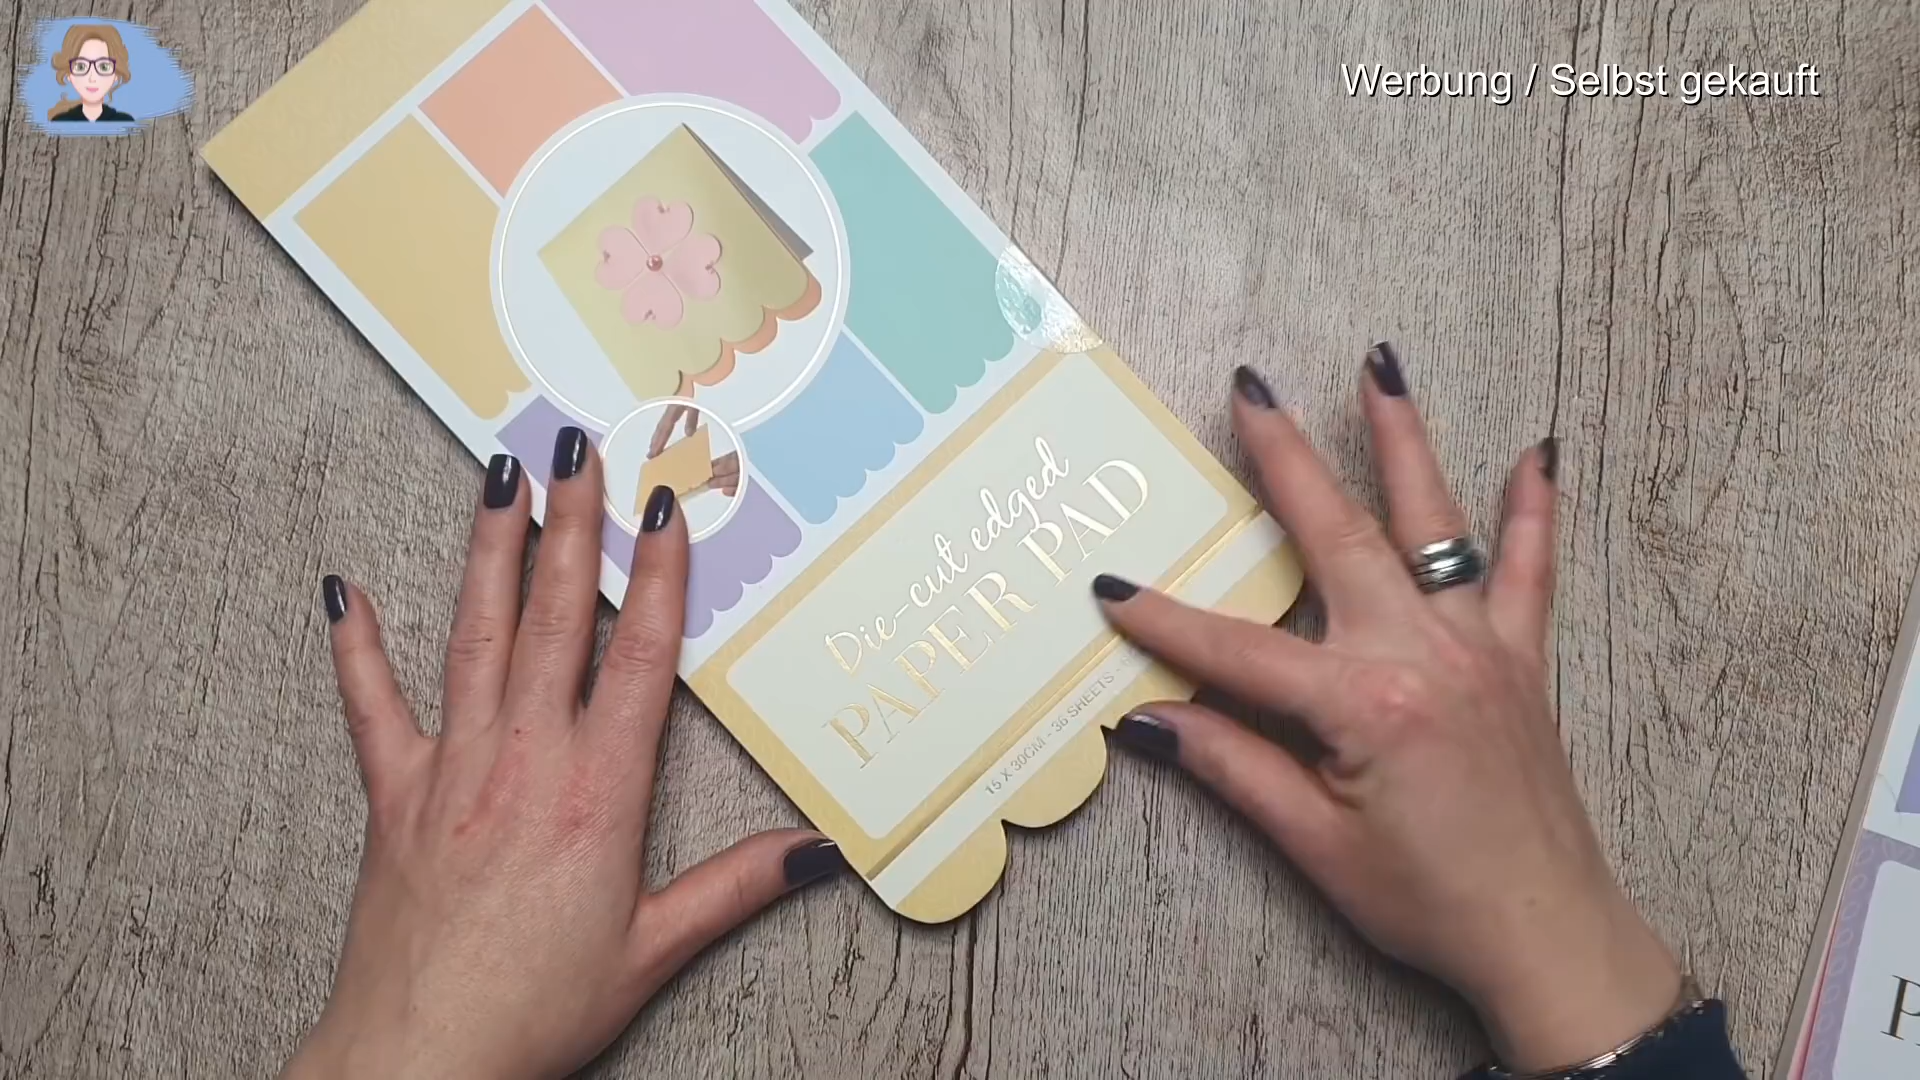 Werbung / Selbst gekauft
Die-cut edged
PAPER PAD
15 X 30CM - 36 SHEETS -